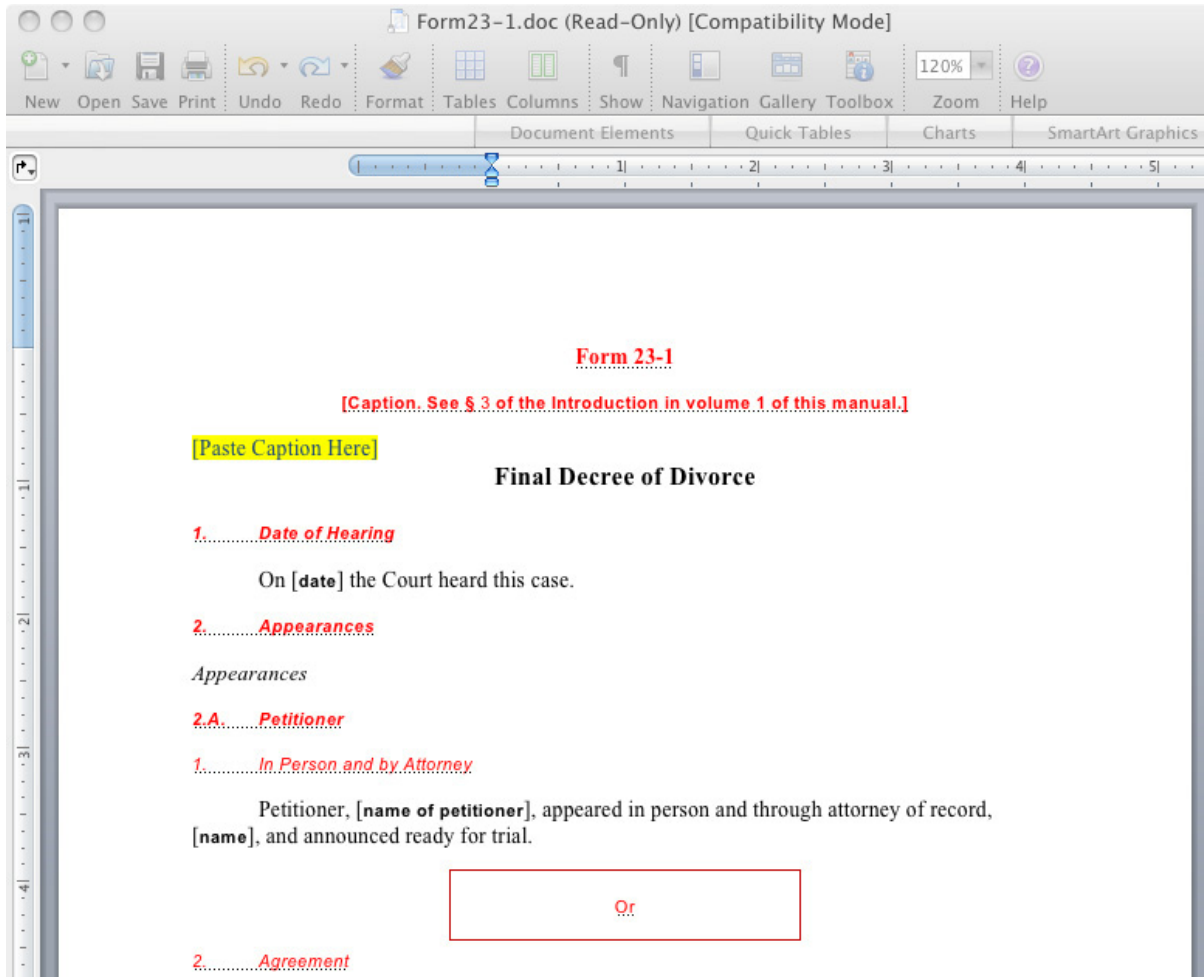 Form23-1.doc (Read-Only) [Compatibility Mode]
120%
New Open Save Print Undo Redo Format Tables Columns Show Navigation Gallery Toolbox Zoom Help
Document Elements Quick Tables Charts SmartArt Graphics
1 2 3 4 5
Form 23-1
[Caption. See § 3 of the Introduction in volume 1 of this manual.]
[Paste Caption Here]
Final Decree of Divorce
1. Date of Hearing
On [date] the Court heard this case.
2. Appearances
Appearances
2.A. Petitioner
1. In Person and by Attorney
Petitioner, [name of petitioner], appeared in person and through attorney of record,
[name], and announced ready for trial.
Or
2. Agreement
1
1
2
3
4